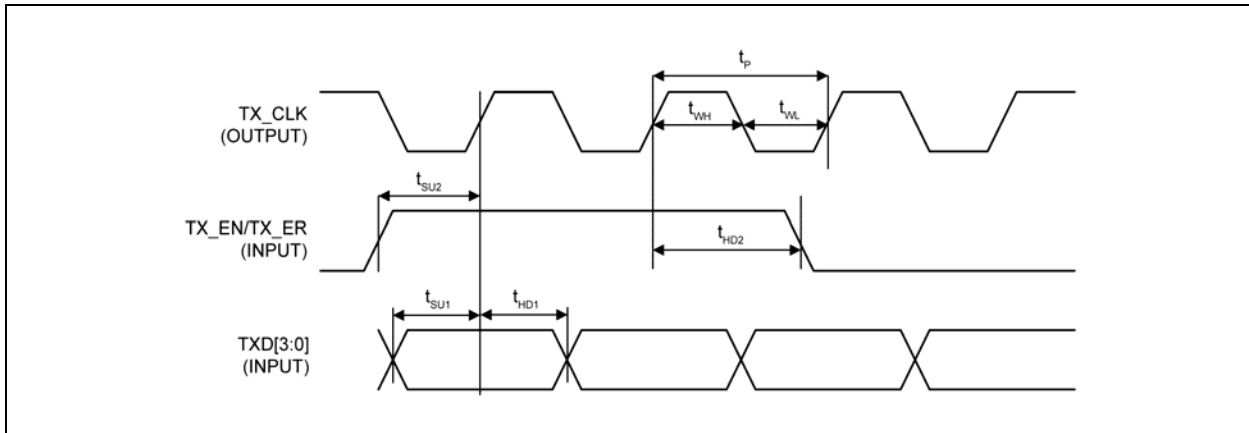 t_P
TX_CLK
(OUTPUT)
t_WH
t_WL
t_SU2
TX_EN/TX_ER
(INPUT)
t_HD2
t_SU1
t_HD1
TXD[3:0]
(INPUT)